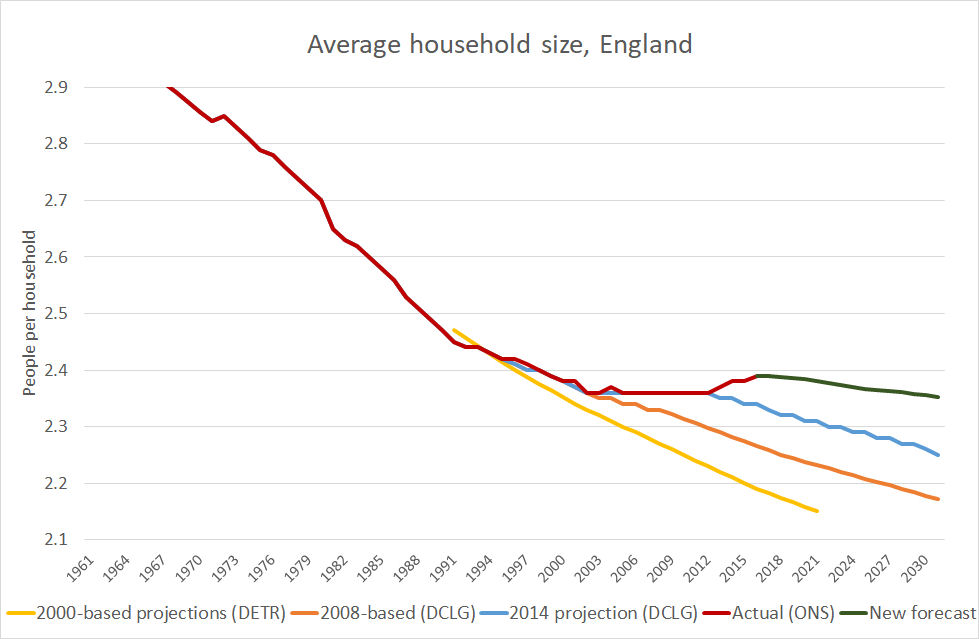 Average household size, England
People per household
2.9
2.8
2.7
2.6
2.5
2.4
2.3
2.2
2.1
1961 1964 1967 1970 1973 1976 1979 1982 1985 1988 1991 1994 1997 2000 2003 2006 2009 2012 2015 2018 2021 2024 2027 2030
2000-based projections (DETR) 2008-based (DCLG) 2014 projection (DCLG) Actual (ONS) New forecast